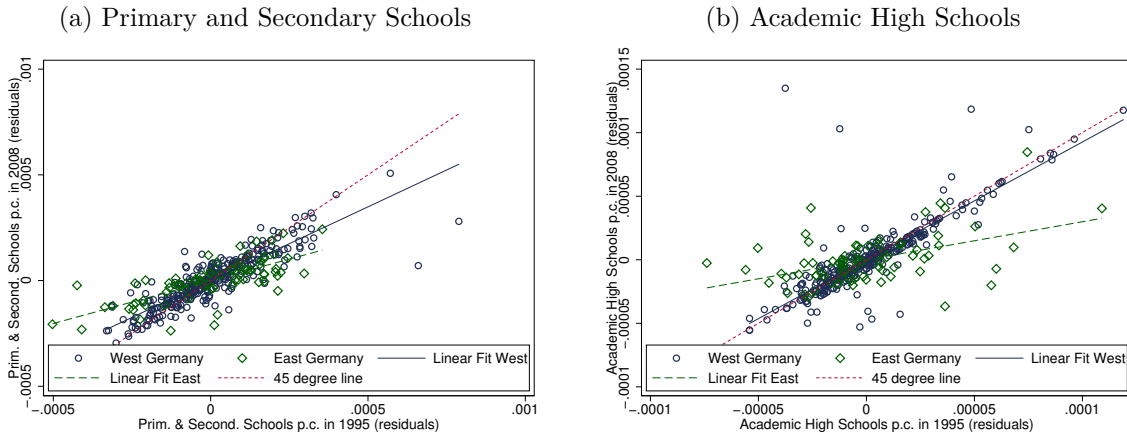 (a) Primary and Secondary Schools
Prim. & Second. Schools p.c. in 2008 (residuals)
.001
.0005
0
-.0005
West Germany
East Germany
Linear Fit West
Linear Fit East
45 degree line
-.00005
0
.0005
.001
Prim. & Second. Schools p.c. in 1995 (residuals)
(b) Academic High Schools
Academic High Schools p.c. in 2008 (residuals)
.00015
.0001
.00005
0
-.00005
-.0001
West Germany
East Germany
Linear Fit West
Linear Fit East
45 degree line
-.0001
-.00005
0
.00005
.0001
Academic High Schools p.c. in 1995 (residuals)